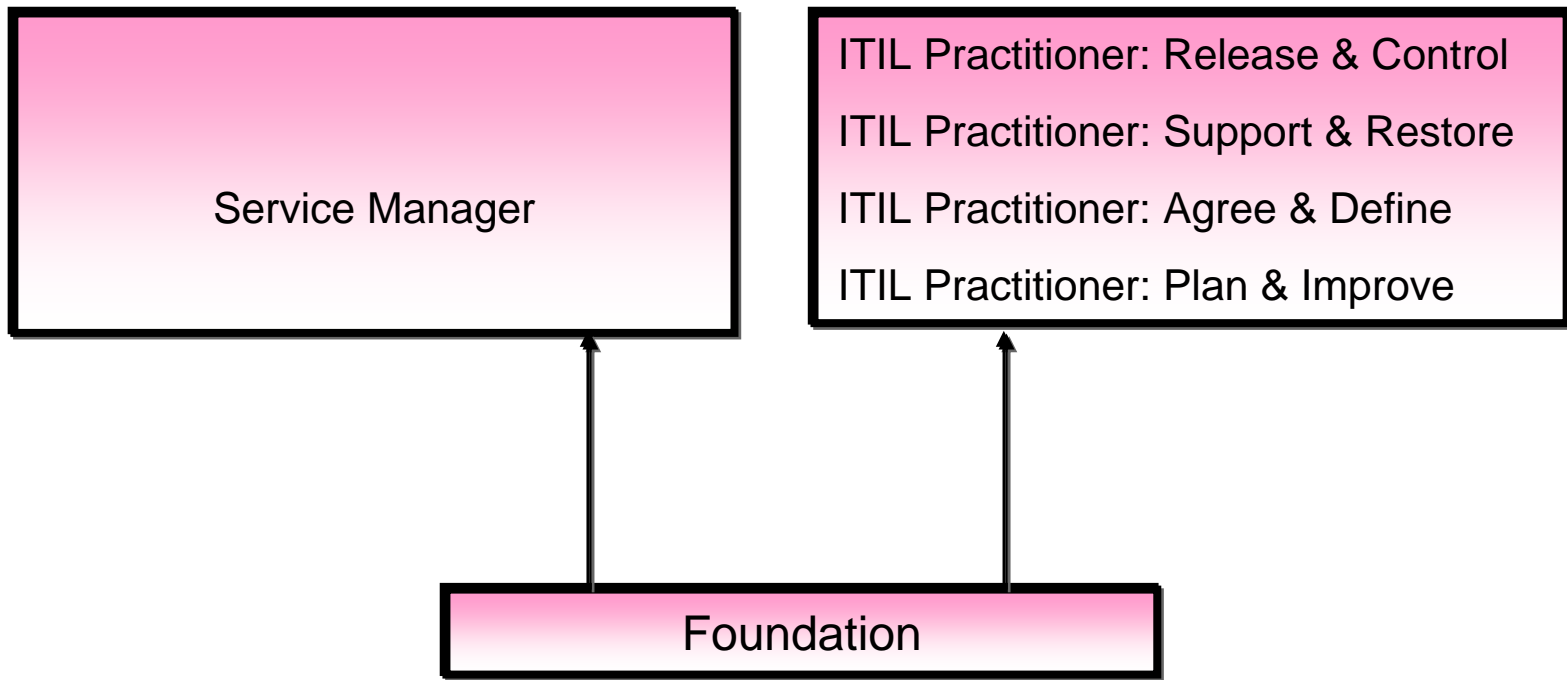 Service Manager
ITIL Practitioner: Release & Control
ITIL Practitioner: Support & Restore
ITIL Practitioner: Agree & Define
ITIL Practitioner: Plan & Improve
Foundation